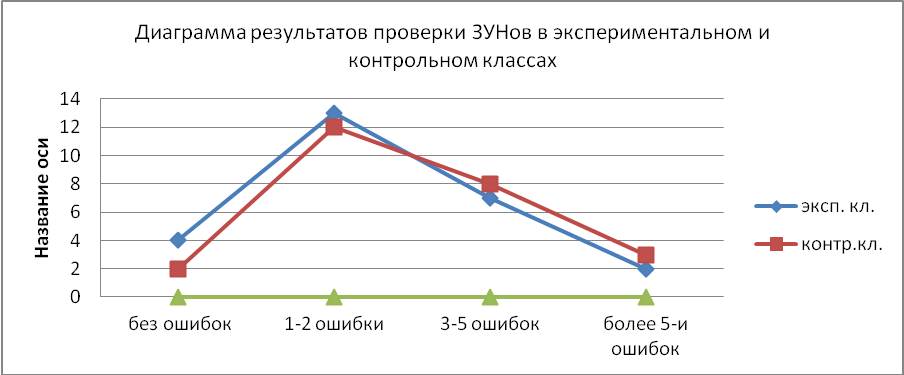 Диаграмма результатов проверки ЗУНов в экспериментальном и
контрольном классах
Название оси
14
12
10
8
6
4
2
0
без ошибок
1-2 ошибки
3-5 ошибок
более 5-и
ошибок
эксп. кл.
контр.кл.